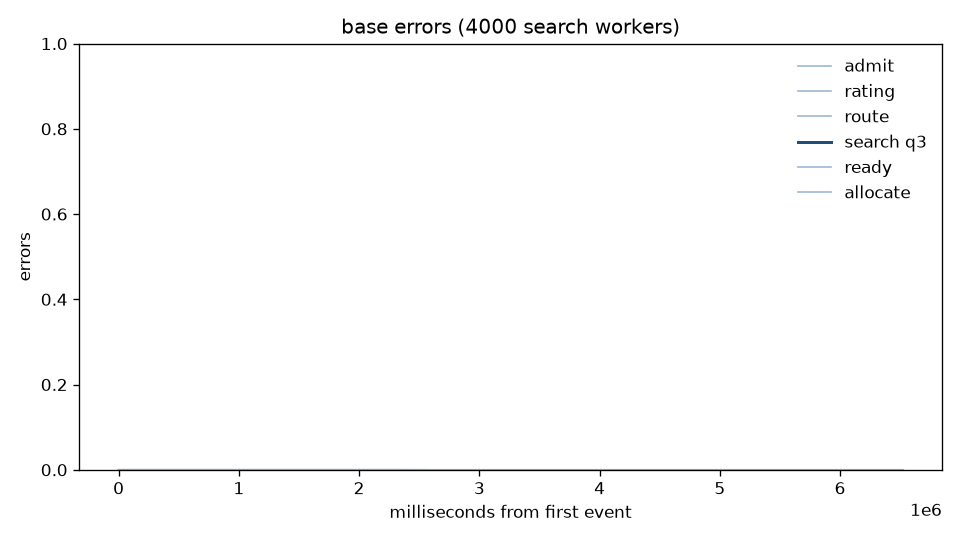 base errors (4000 search workers)
1.0
0.8
0.6
0.4
0.2
0.0
errors
admit
rating
route
search q3
ready
allocate
0 1 2 3 4 5 6
1e6
milliseconds from first event